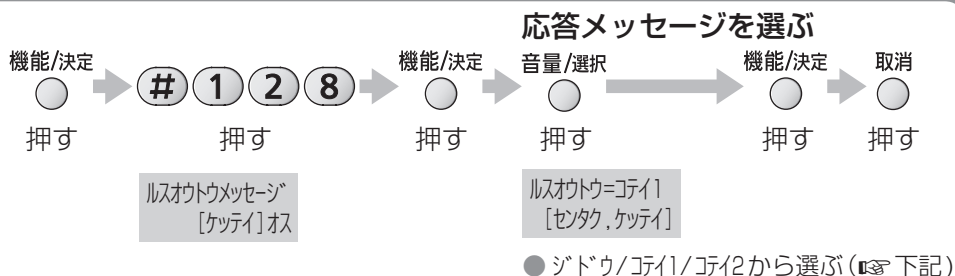 応答メッセージを選ぶ
機能/決定 #128 機能/決定 音量/選択 機能/決定 取消
押す 押す 押す 押す 押す 押す
ﾙｽｵｳﾄｳﾒｯｾｰｼﾞ
[ｹｯﾃｲ]ｵｽ
ﾙｽｵｳﾄｳ=ｺﾃｲ1
[ｾﾝﾀｸ,ｹｯﾃｲ]
● ｼﾞﾄﾞｳ/ｺﾃｲ1/ｺﾃｲ2から選ぶ(☞下記)